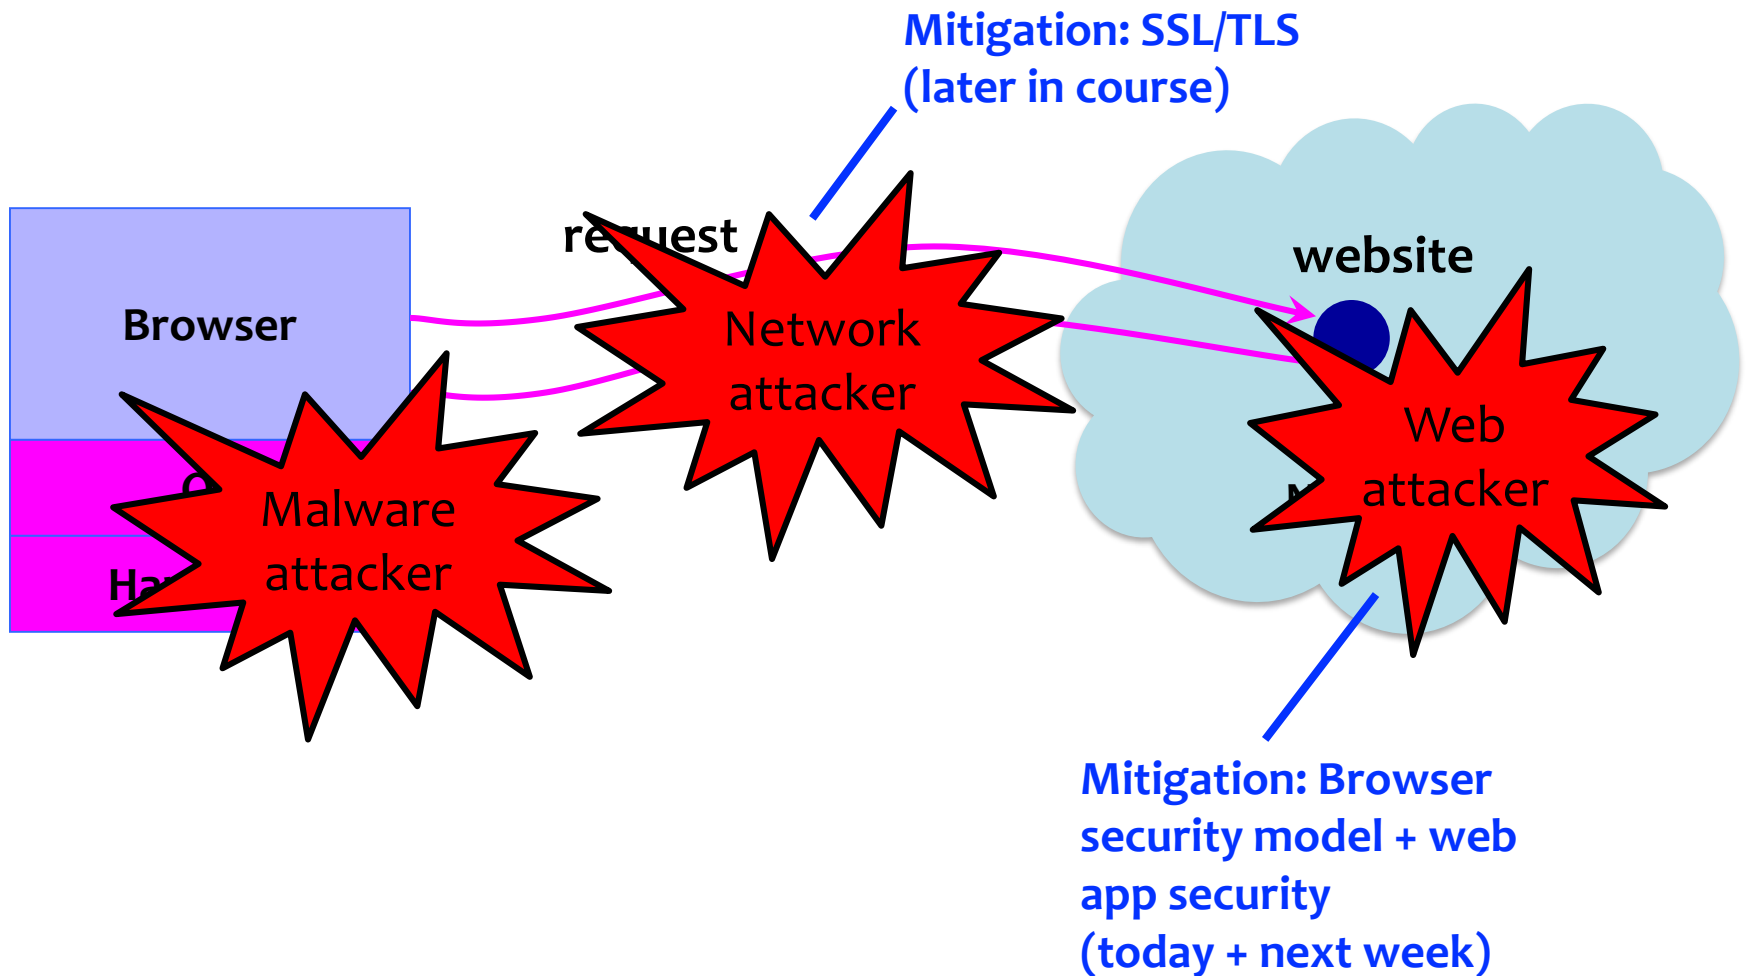 Mitigation: SSL/TLS
(later in course)
request
website
Browser
Network
attacker
Web
attacker
Malware
attacker
Mitigation: Browser
security model + web
app security
(today + next week)